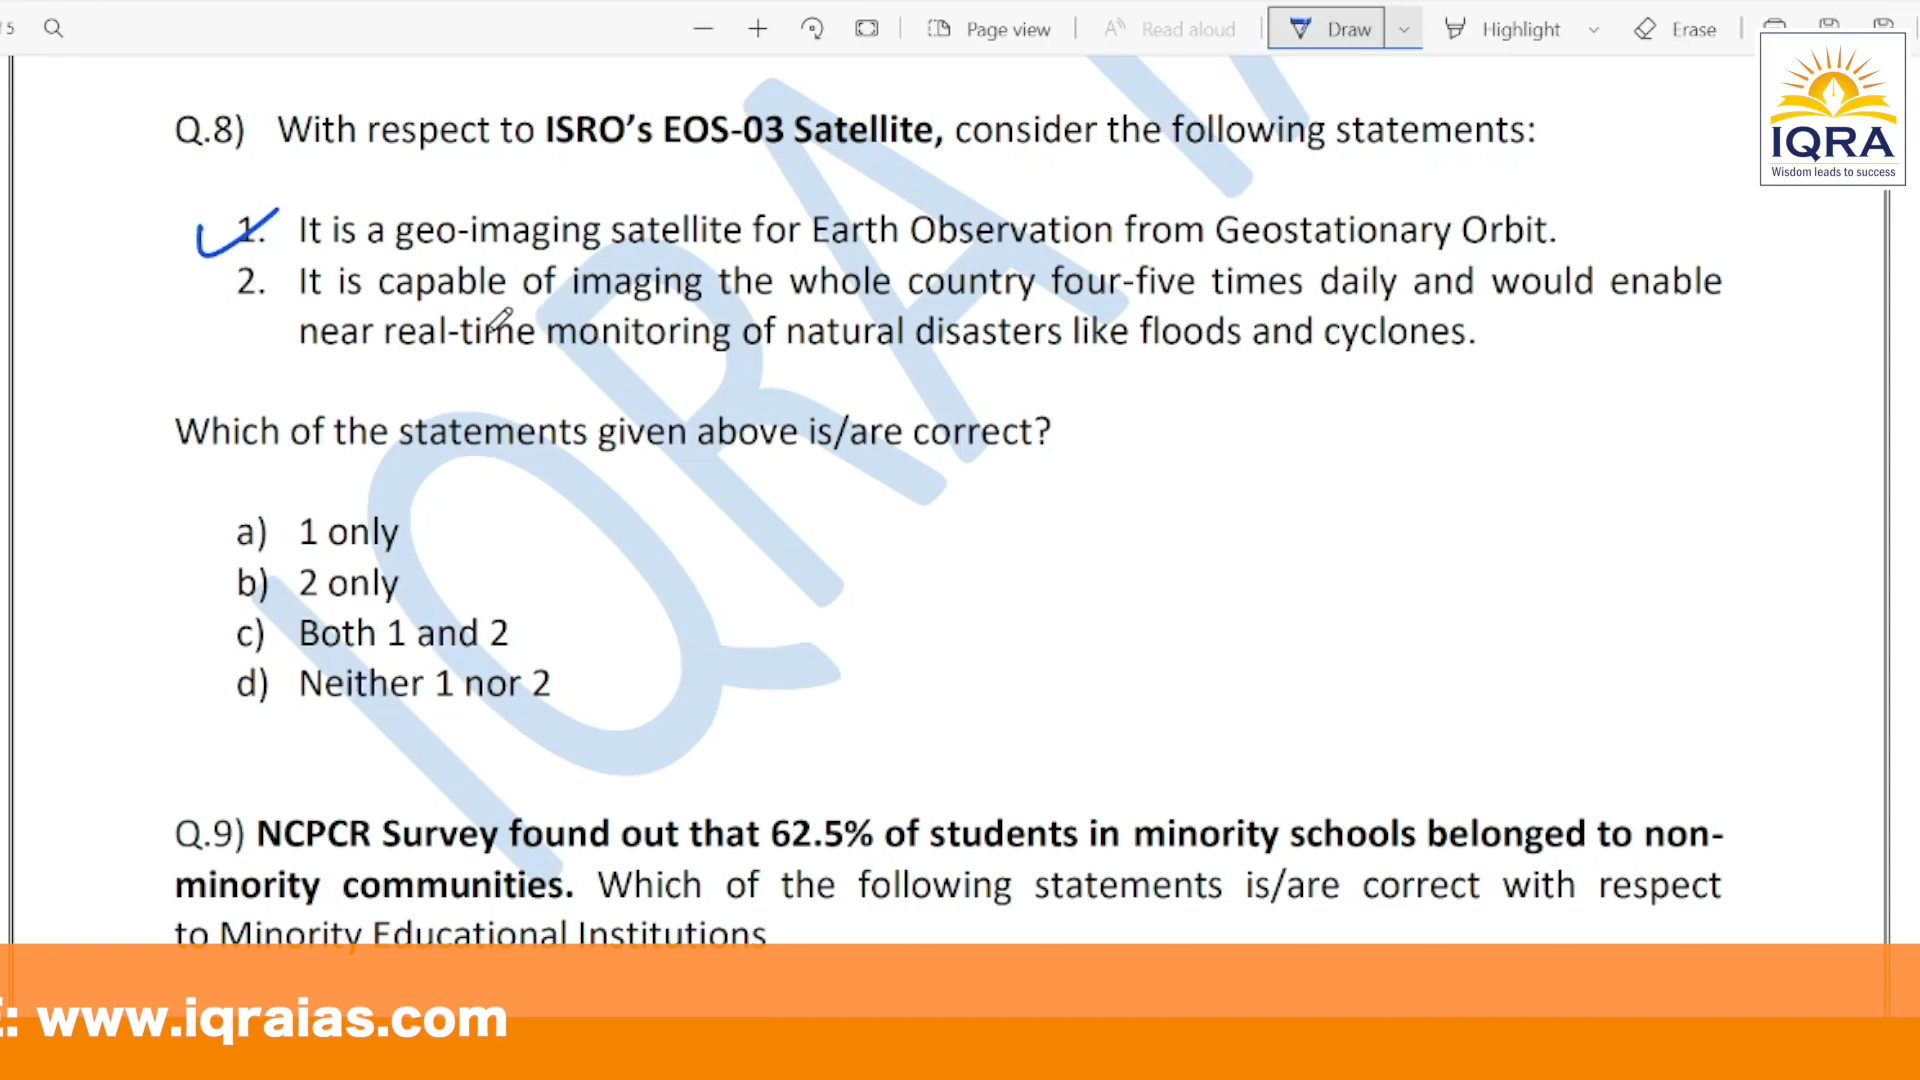 5
Page view
Read aloud
Draw
Highlight
Erase
IQRA
Wisdom leads to success
Q.8) With respect to ISRO’s EOS-03 Satellite, consider the following statements:
1. It is a geo-imaging satellite for Earth Observation from Geostationary Orbit.
2. It is capable of imaging the whole country four-five times daily and would enable
near real-time monitoring of natural disasters like floods and cyclones.
Which of the statements given above is/are correct?
a) 1 only
b) 2 only
c) Both 1 and 2
d) Neither 1 nor 2
Q.9) NCPCR Survey found out that 62.5% of students in minority schools belonged to non-
minority communities. Which of the following statements is/are correct with respect
to Minority Educational Institutions
: www.iqraias.com